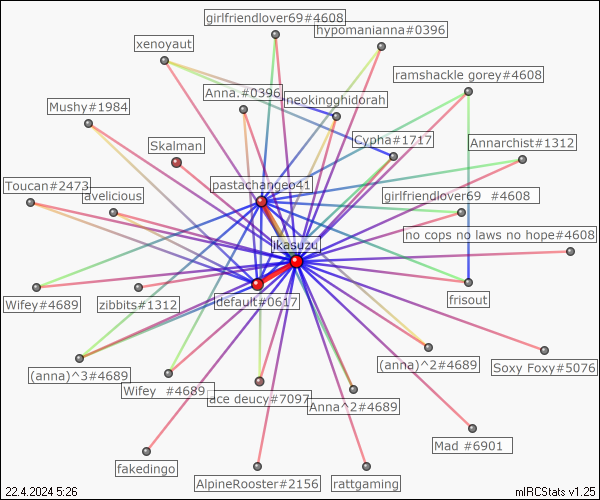 girlfriendlover69#4608
hypomanianna#0396
xenoyaut
ramshackle gorey#4608
Anna.#0396
neokingghidorah
Mushy#1984
Cypha#1717
Annarchist#1312
Skalman
pastachangeo41
Toucan#2473
avelicious
girlfriendlover69 #4608
no cops no laws no hope#4608
ikasuzu
Wifey#4689
zibbits#1312
default#0617
frisout
(anna)^3#4689
(anna)^2#4689
Soxy Foxy#5076
Wifey #4689
ace deucy#7097
Anna^2#4689
Mad #6901
fakedingo
AlpineRooster#2156
rattgaming
22.4.2024 5:26
mIRCStats v1.25